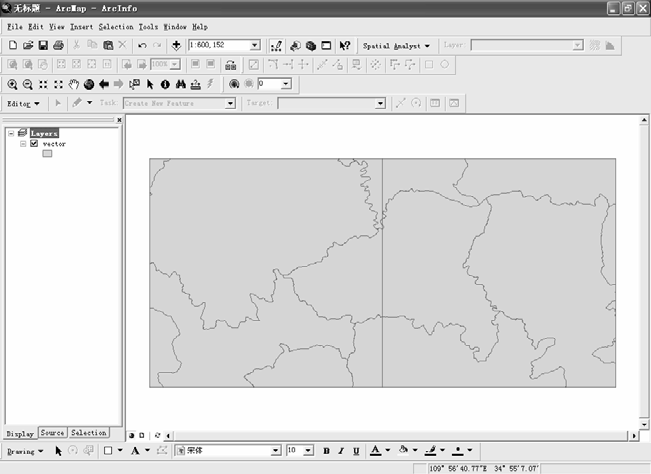 无标题 - ArcMap - ArcInfo
File Edit View Insert Selection Tools Window Help
1:600,152 Spatial Analyst Layer:
100%
0
Editor Task: Create New Feature Target:
Layers
vector
Display Source Selection
Drawing A 宋体 10 B I U A
109° 56'40.77"E 34° 55'7.07"